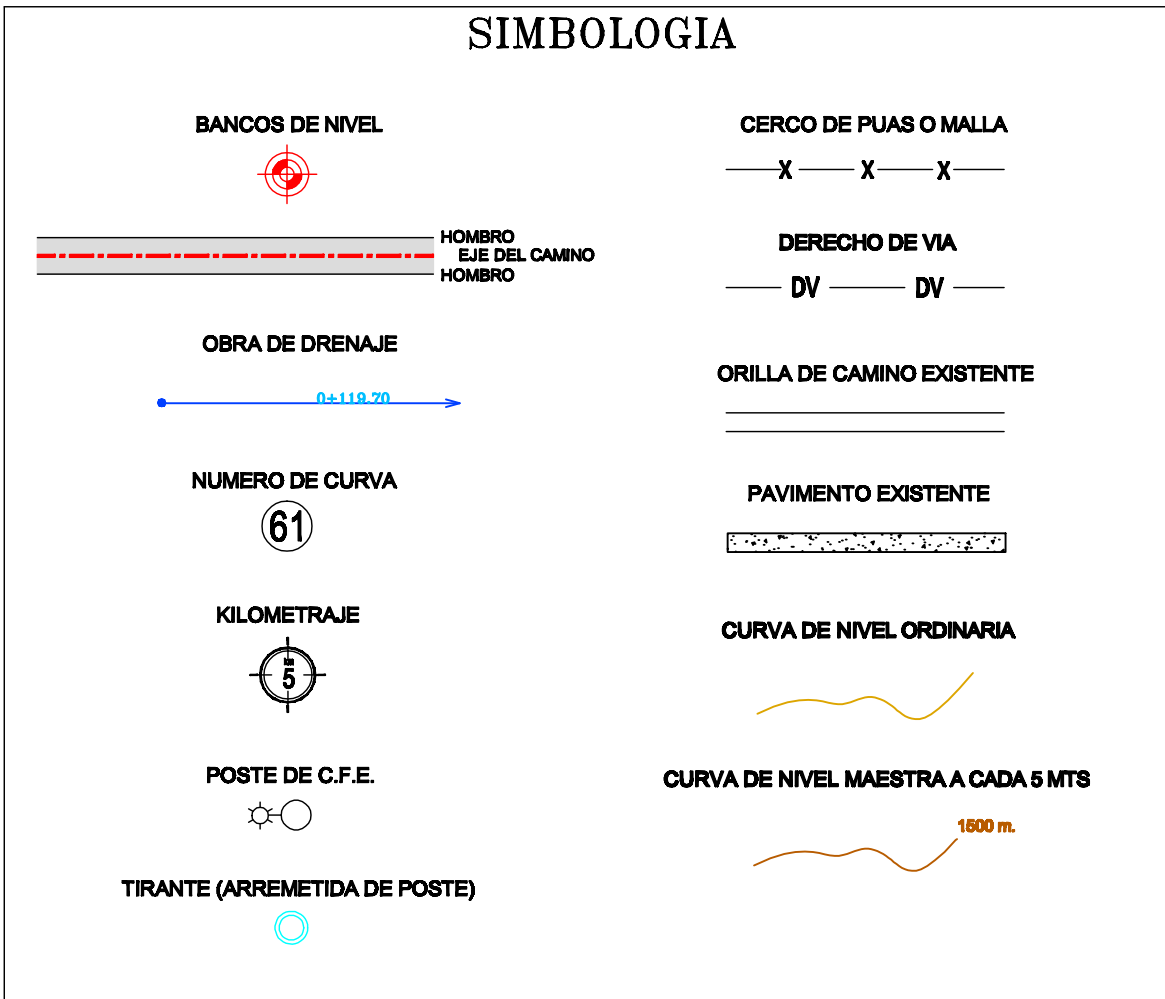 SIMBOLOGIA
BANCOS DE NIVEL
HOMBRO
EJE DEL CAMINO
HOMBRO
OBRA DE DRENAJE
0+119.70
NUMERO DE CURVA
61
KILOMETRAJE
KM
5
POSTE DE C.F.E.
TIRANTE (ARREMETIDA DE POSTE)
CERCO DE PUAS O MALLA
X X X
DERECHO DE VIA
DV DV
ORILLA DE CAMINO EXISTENTE
PAVIMENTO EXISTENTE
CURVA DE NIVEL ORDINARIA
CURVA DE NIVEL MAESTRA A CADA 5 MTS
1500 m.